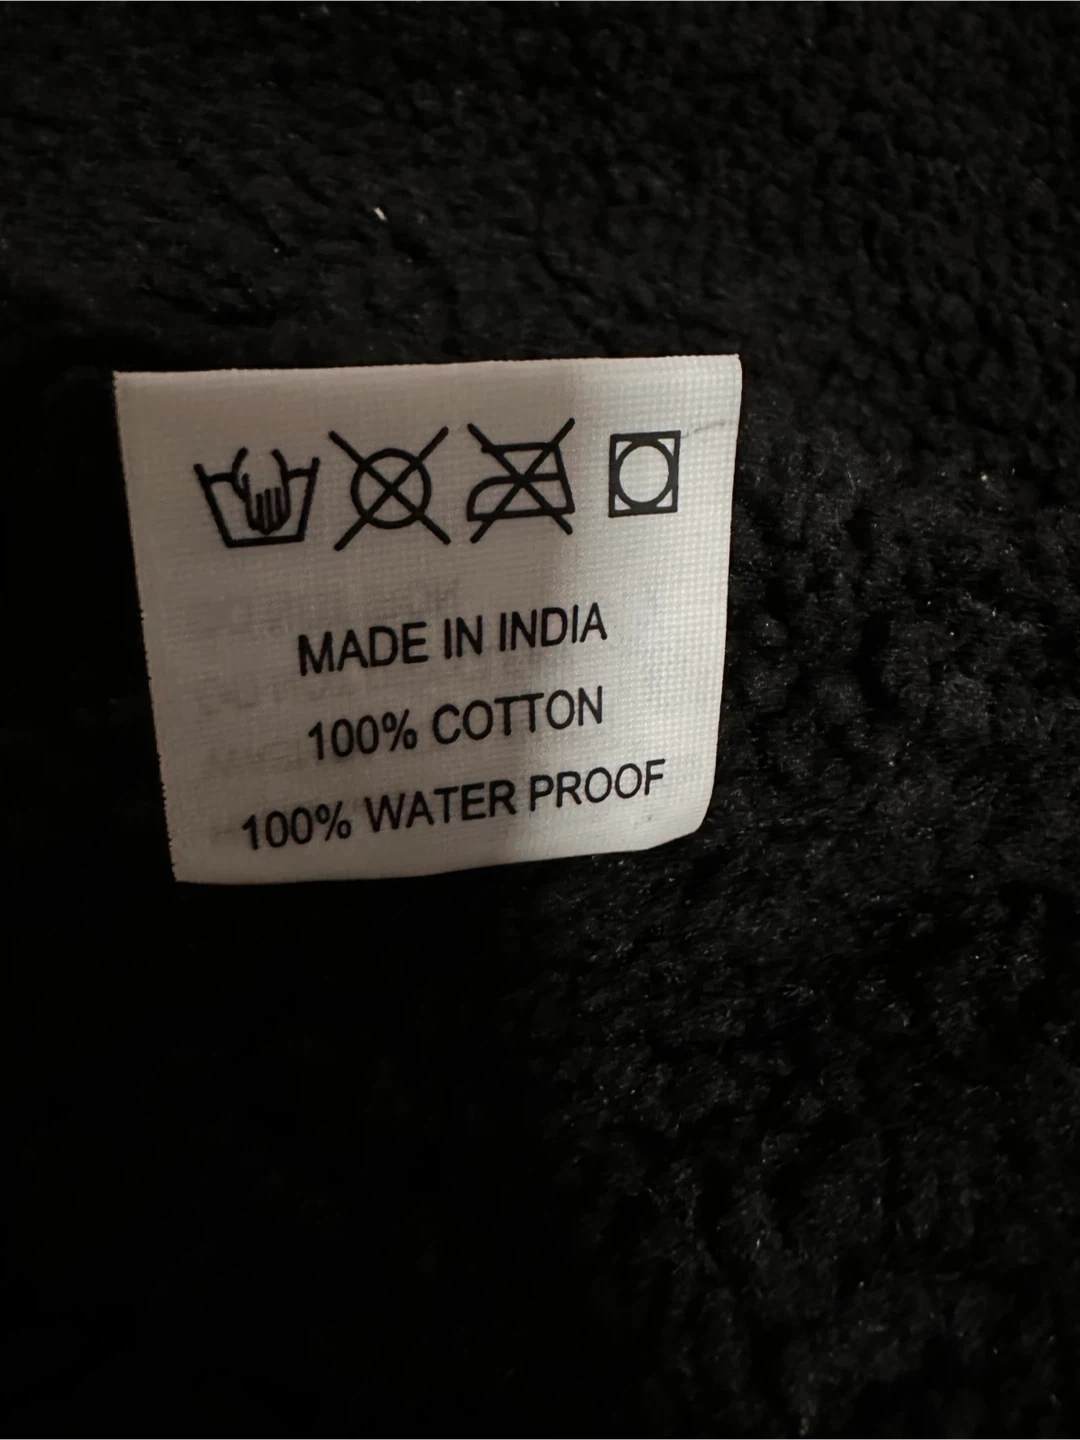 MADE IN INDIA
100% COTTON
100% WATER PROOF